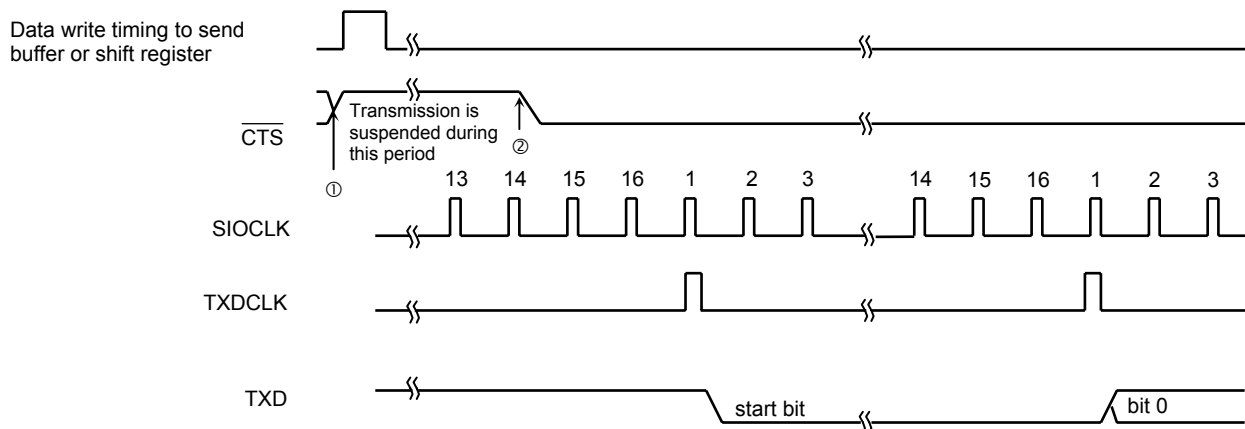 Data write timing to send
buffer or shift register
CTS
Transmission is
suspended during
this period
①
②
13 14 15 16 1 2 3 14 15 16 1 2 3
SIOCLK
TXDCLK
TXD
start bit
bit 0